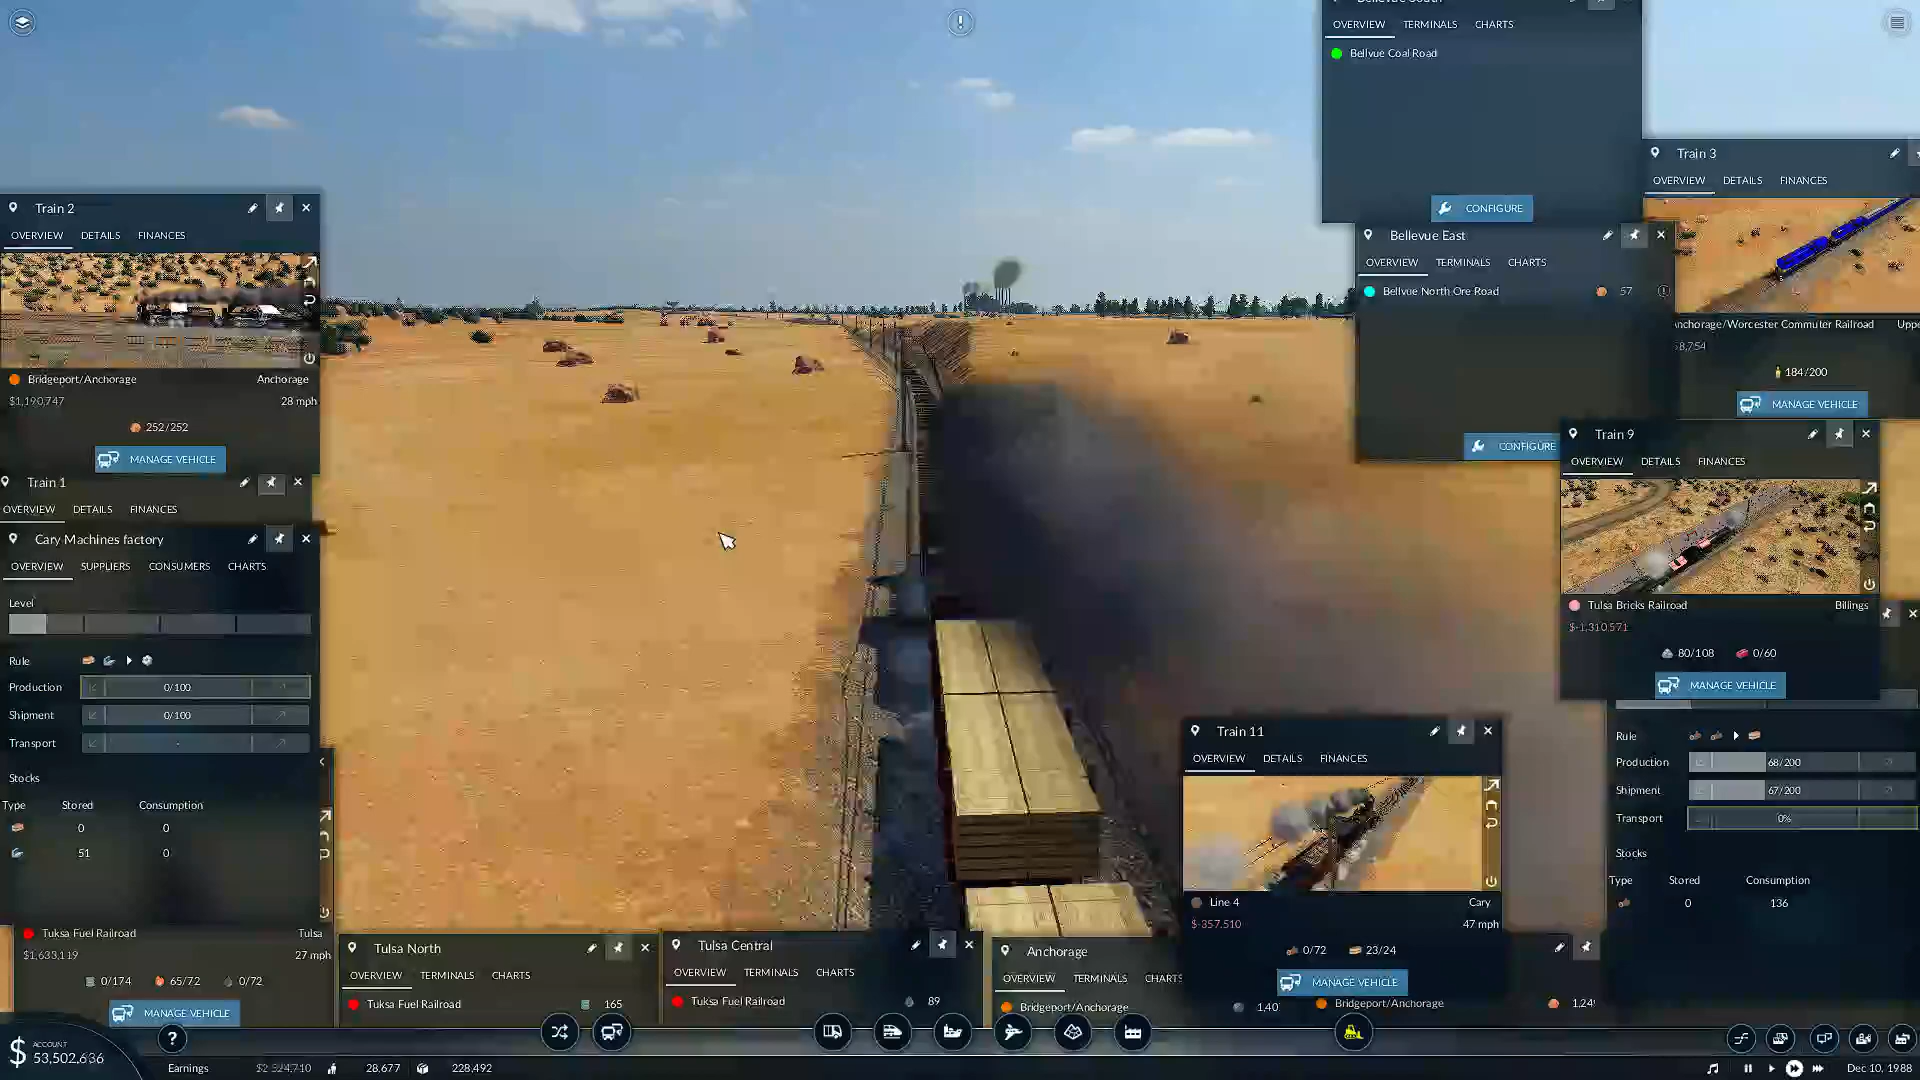 Train 2
OVERVIEW DETAILS FINANCES
Bridgeport/Anchorage Anchorage
$1,190,747 28 mph
252/252
MANAGE VEHICLE
Train 1
OVERVIEW DETAILS FINANCES
Cary Machines factory
OVERVIEW SUPPLIERS CONSUMERS CHARTS
Level
Rule
Production 0/100
Shipment 0/100
Transport -
Stocks
Type Stored Consumption
0 0
51 0
Tuksa Fuel Railroad Tulsa
$1,633,119 27 mph
0/174 65/72 0/72
MANAGE VEHICLE
Tulsa North
OVERVIEW TERMINALS CHARTS
Tuksa Fuel Railroad 165
Tulsa Central
OVERVIEW TERMINALS CHARTS
Tuksa Fuel Railroad 89
Anchorage
OVERVIEW TERMINALS CHARTS
Bridgeport/Anchorage 1,40
Bridgeport/Anchorage 1,24
Train 11
OVERVIEW DETAILS FINANCES
Line 4 Cary
$-357,510 47 mph
0/72 23/24
MANAGE VEHICLE
OVERVIEW TERMINALS CHARTS
Bellvue Coal Road
CONFIGURE
Bellevue East
OVERVIEW TERMINALS CHARTS
Bellvue North Ore Road 57
CONFIGURE
Train 3
OVERVIEW DETAILS FINANCES
nchorage/Worcester Commuter Railroad Uppe
8,754
184/200
MANAGE VEHICLE
Train 9
OVERVIEW DETAILS FINANCES
Tulsa Bricks Railroad Billings
$-1,310,571
80/108 0/60
MANAGE VEHICLE
Rule
Production 68/200
Shipment 67/200
Transport 0%
Stocks
Type Stored Consumption
0 136
$ ACCOUNT
53,502,636
?
Earnings 28,677 228,492
Dec 10, 1988